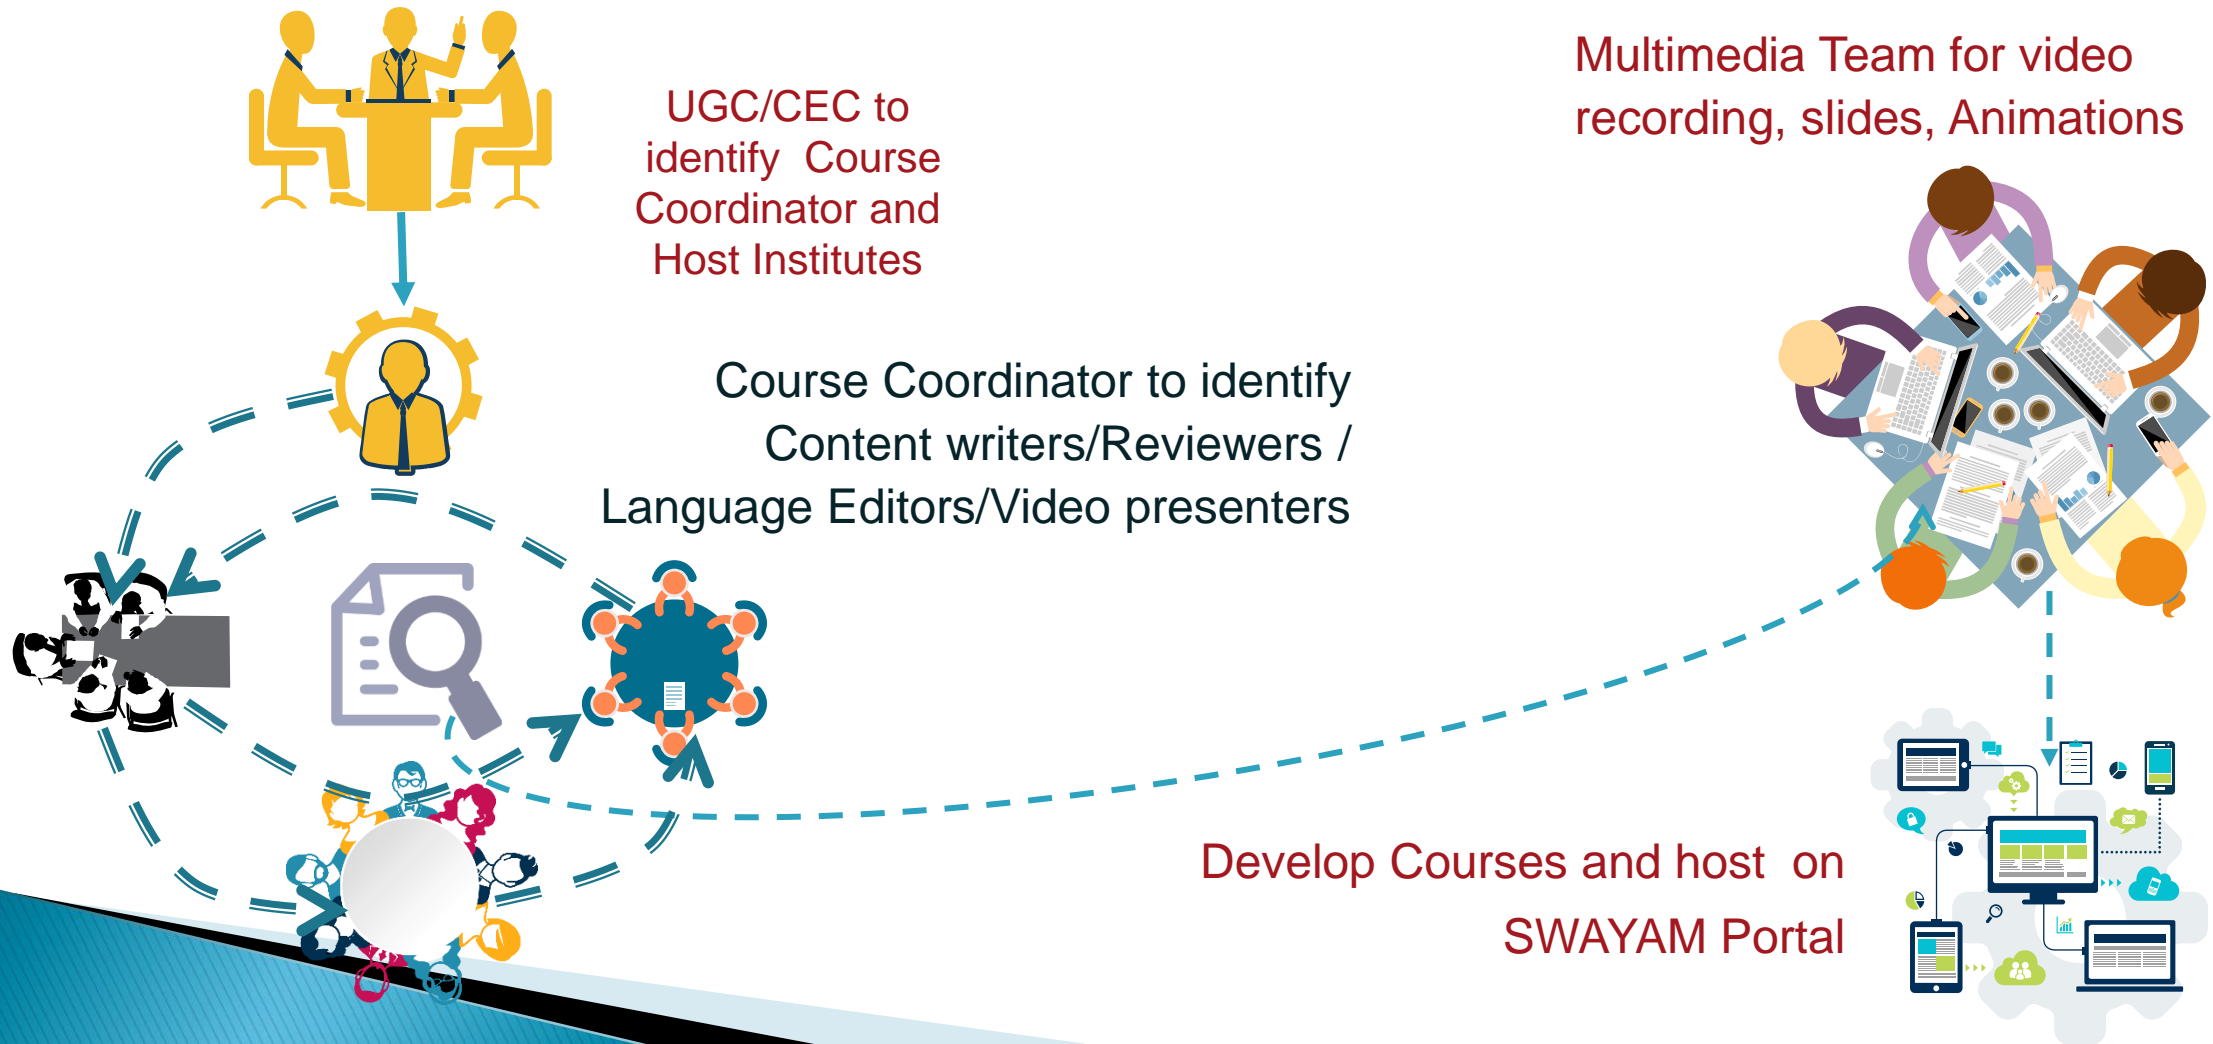 UGC/CEC to
identify  Course
Coordinator and
Host Institutes
Multimedia Team for video
recording, slides, Animations
Course Coordinator to identify
Content writers/Reviewers /
Language Editors/Video presenters
Develop Courses and host  on
SWAYAM Portal